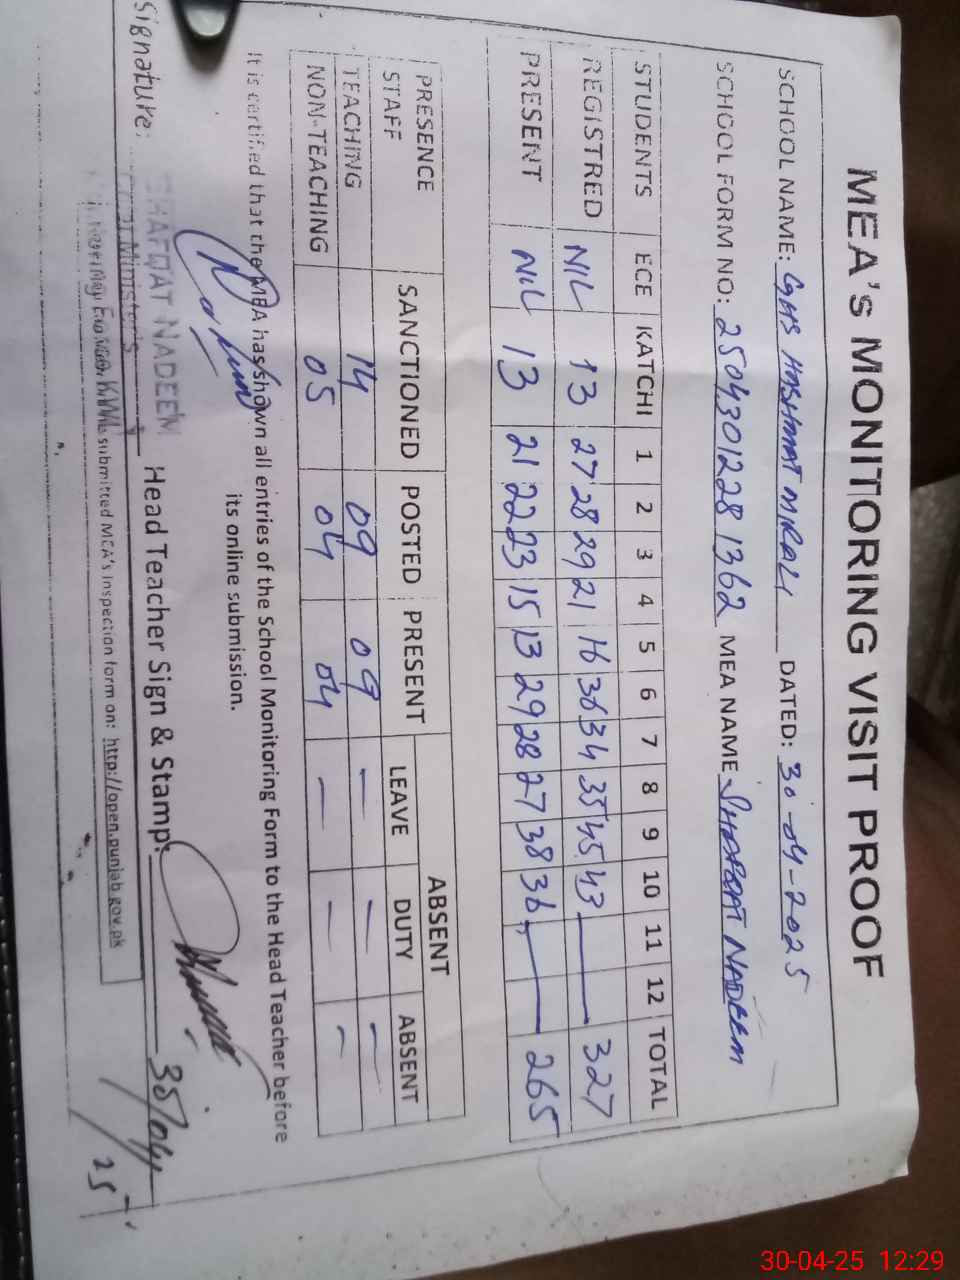 MEA's MONITORING VISIT PROOF
SCHOOL NAME: GGHS HASHMAT MRALI DATED: 30-04-2025
SCHOOL FORM NO: 25043012281362 MEA NAME SHAFQAT NADEEM
STUDENTS ECE KATCHI 1 2 3 4 5 6 7 8 9 10 11 12 TOTAL
REGISTRED NIL 13 27 28 29 21 16 36 34 35 45 43 — 327
PRESENT NIL 13 21 22 23 15 13 29 28 27 38 36 — 265
PRESENCE SANCTIONED POSTED PRESENT ABSENT
STAFF LEAVE DUTY ABSENT
TEACHING 14 09 09 — — —
NON-TEACHING 05 04 04 — — —
It is certified that the MEA has shown all entries of the School Monitoring Form to the Head Teacher before
its online submission.
Signature: SHAFQAT NADEEM Head Teacher Sign & Stamp: 30/04/25
Minister's
KWL submitted MEA's Inspection form on: http://open.punjab.gov.pk
30-04-25 12:29